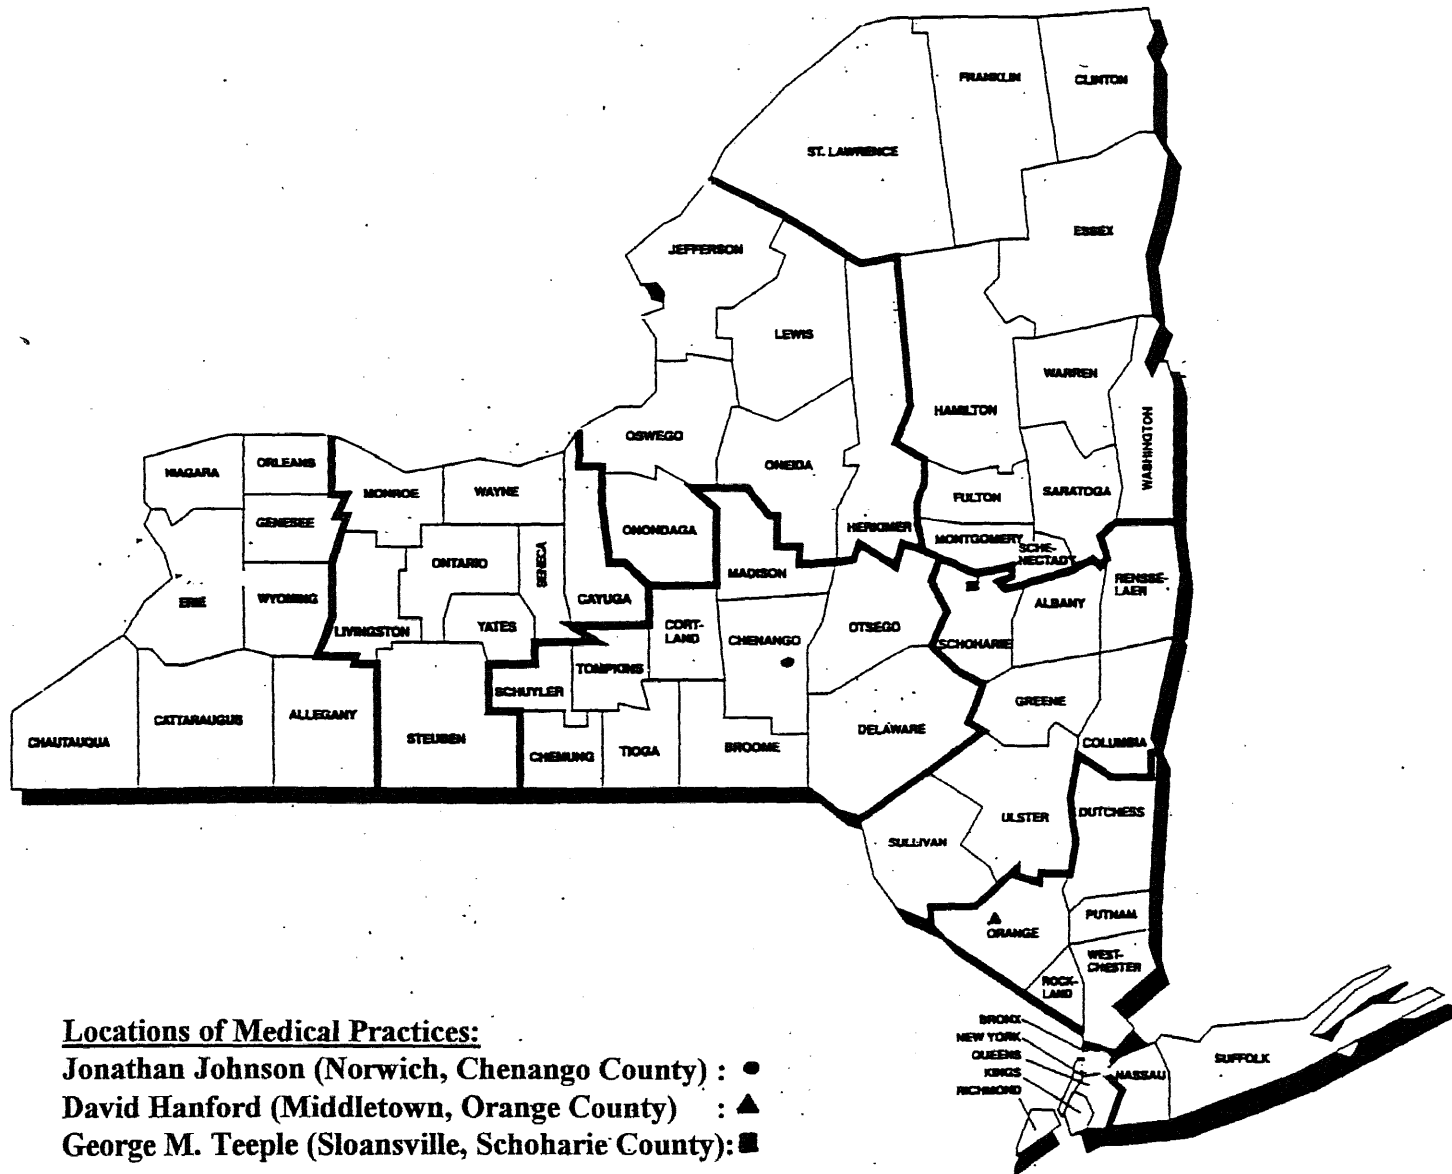 FRANKLIN
CLINTON
ST. LAWRENCE
ESSEX
JEFFERSON
LEWIS
WARREN
HAMILTON
WASHINGTON
OSWEGO
ONEIDA
NIAGARA
ORLEANS
MONROE
WAYNE
FULTON
SARATOGA
GENESEE
ONONDAGA
HERKIMER
MONTGOMERY
SCHE-
NECTADY
ONTARIO
SENECA
MADISON
RENSSE-
LAER
ERIE
WYOMING
CAYUGA
ALBANY
LIVINGSTON
YATES
CORT-
LAND
CHENANGO
OTSEGO
SCHOHARIE
TOMPKINS
SCHUYLER
GREENE
CHAUTAUQUA
CATTARAUGUS
ALLEGANY
STEUBEN
CHEMUNG
TIOGA
BROOME
DELAWARE
COLUMBIA
ULSTER
DUTCHESS
SULLIVAN
PUTNAM
ORANGE
WEST-
CHESTER
ROCK-
LAND
BRONX
NEW YORK
QUEENS
KINGS
RICHMOND
NASSAU
SUFFOLK
Locations of Medical Practices:
Jonathan Johnson (Norwich, Chenango County) : ●
David Hanford (Middletown, Orange County) : ▲
George M. Teeple (Sloansville, Schoharie County): ■